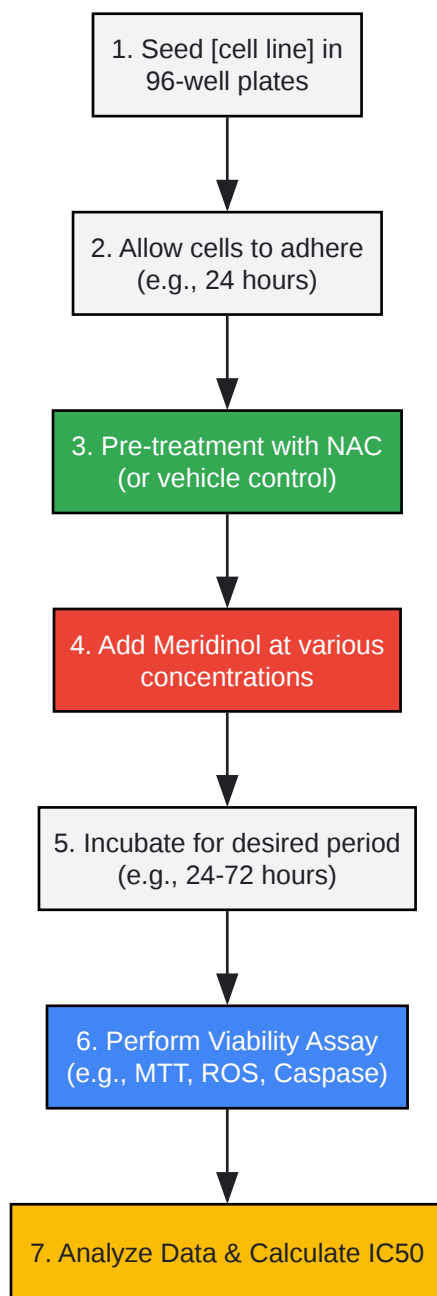 1. Seed [cell line] in
96-well plates
2. Allow cells to adhere
(e.g., 24 hours)
3. Pre-treatment with NAC
(or vehicle control)
4. Add Meridinol at various
concentrations
5. Incubate for desired period
(e.g., 24-72 hours)
6. Perform Viability Assay
(e.g., MTT, ROS, Caspase)
7. Analyze Data & Calculate IC50